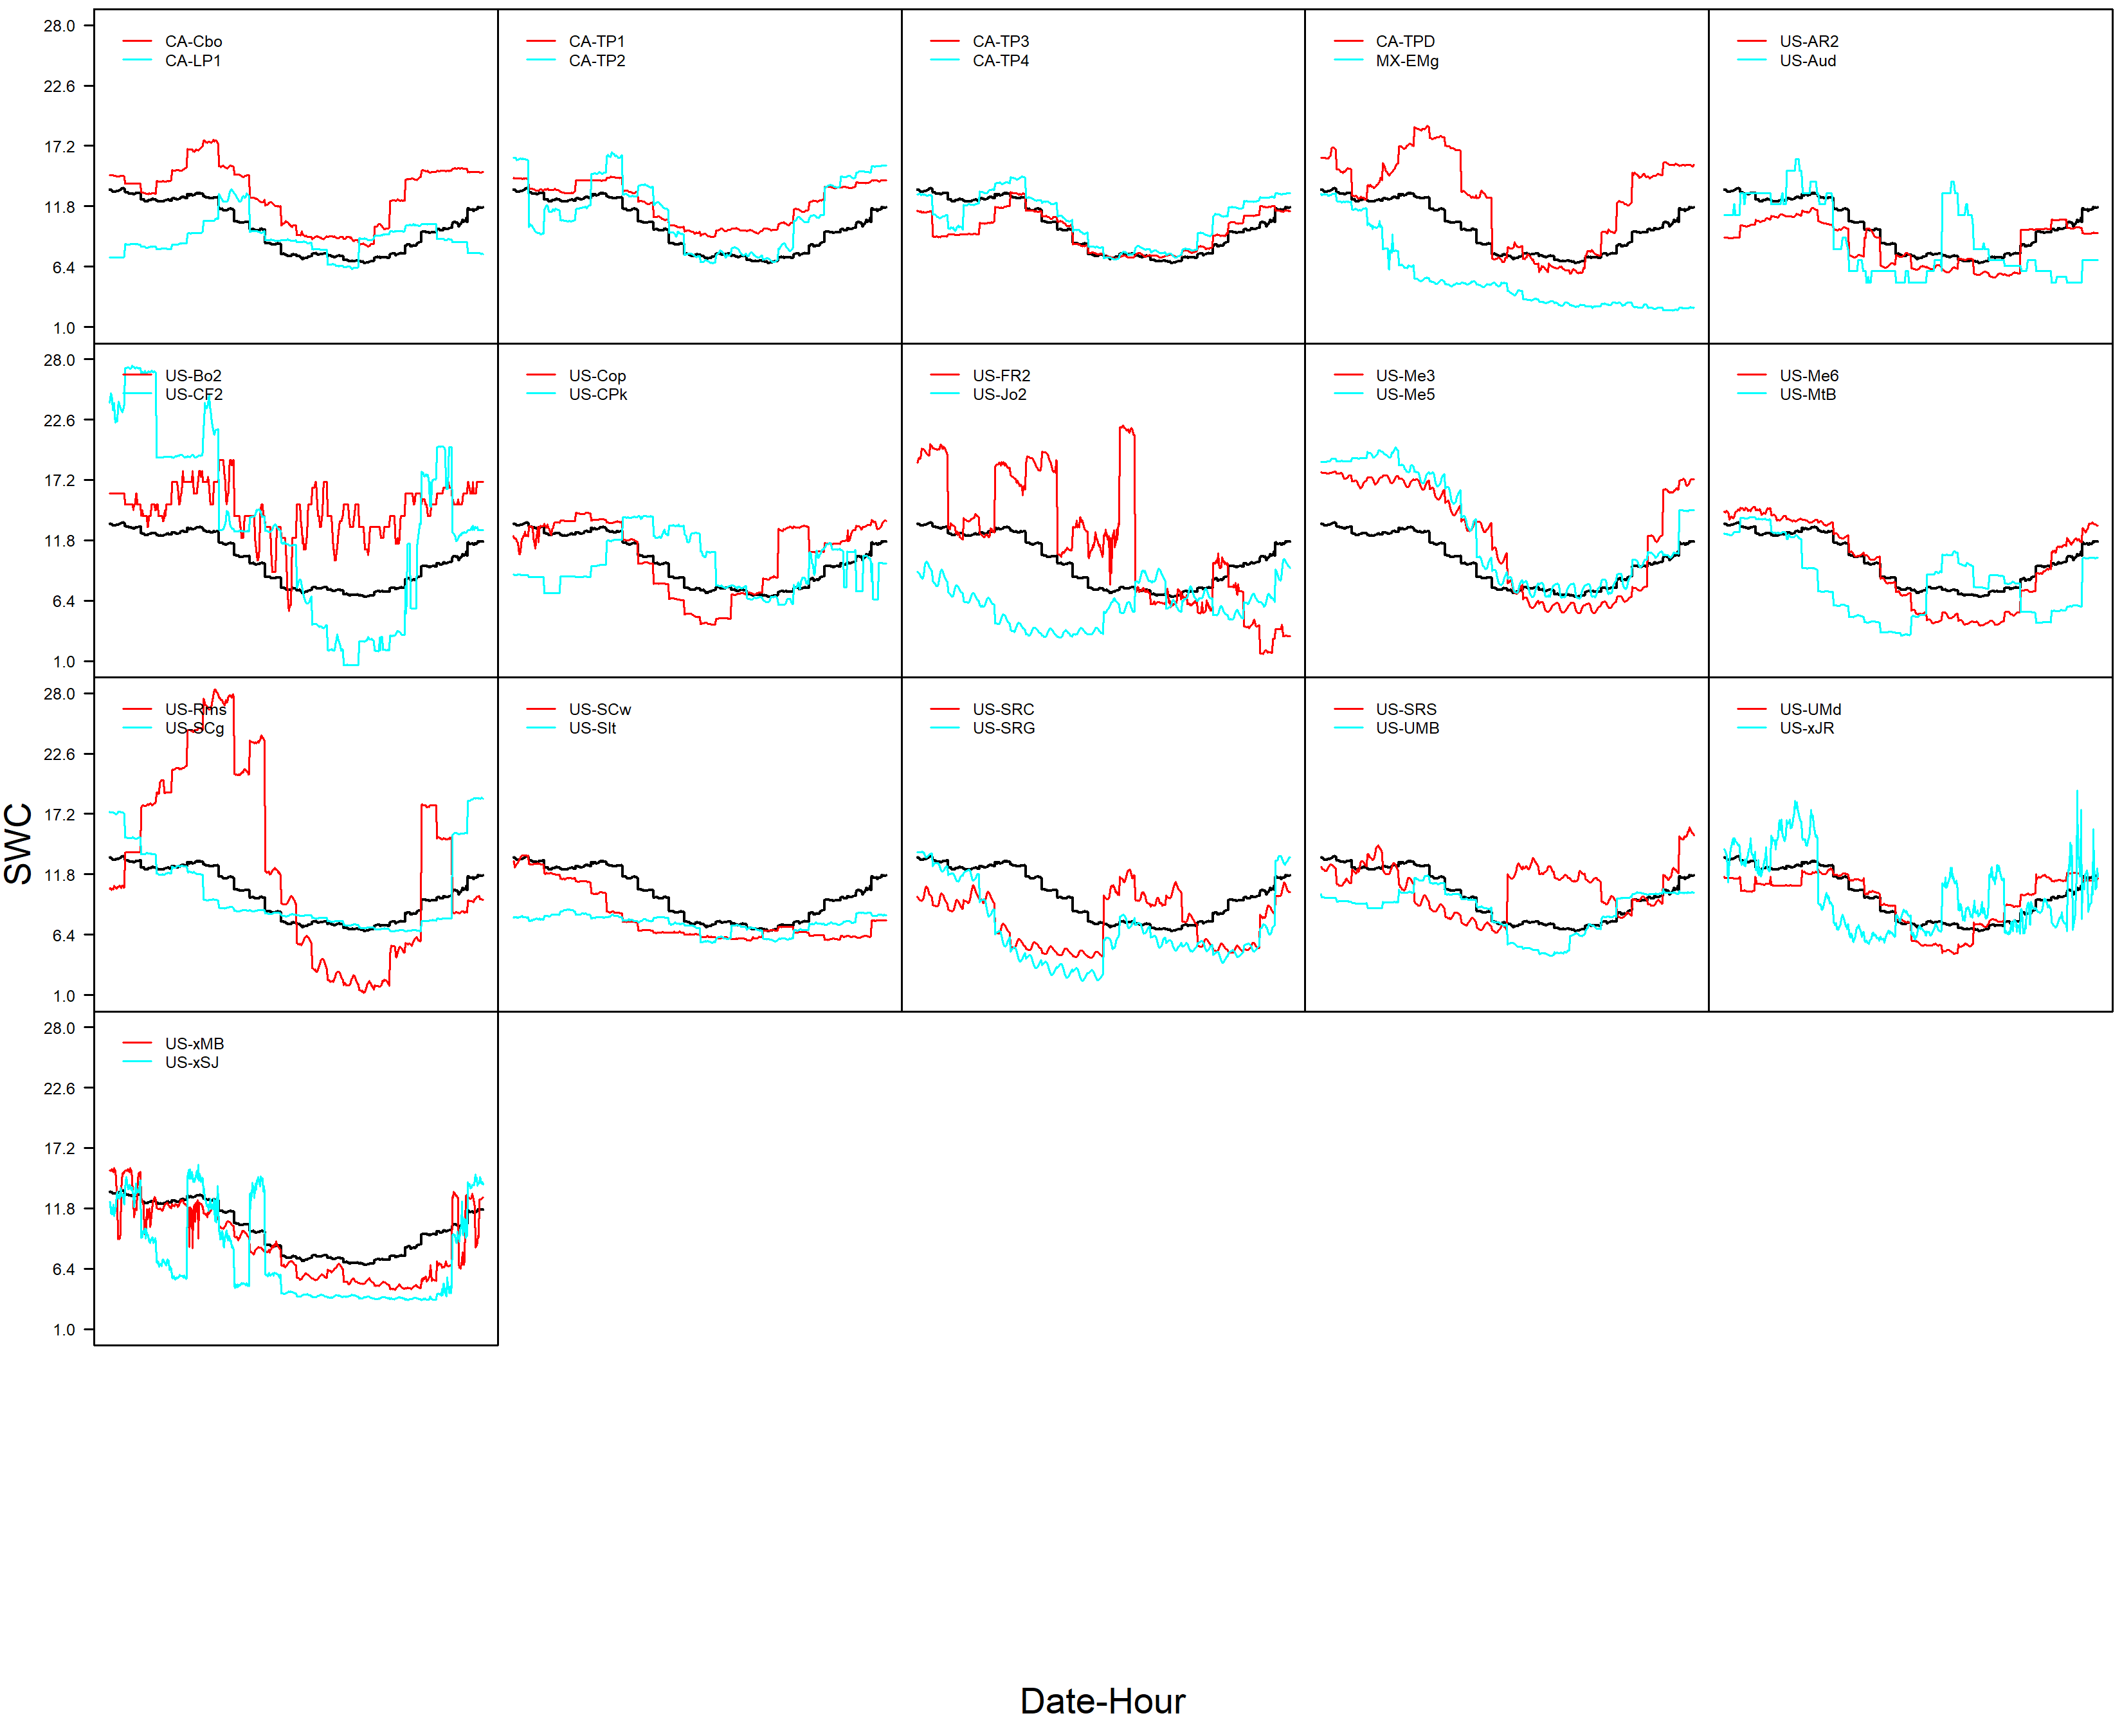 28.0
22.6
17.2
11.8
6.4
1.0
CA-Cbo
CA-LP1
CA-TP1
CA-TP2
CA-TP3
CA-TP4
CA-TPD
MX-EMg
US-AR2
US-Aud
28.0
22.6
17.2
11.8
6.4
1.0
US-Bo2
US-CF2
US-Cop
US-CPk
US-FR2
US-Jo2
US-Me3
US-Me5
US-Me6
US-MtB
SWC
28.0
22.6
17.2
11.8
6.4
1.0
US-Rms
US-SCg
US-SCw
US-Slt
US-SRC
US-SRG
US-SRS
US-UMB
US-UMd
US-xJR
28.0
22.6
17.2
11.8
6.4
1.0
US-xMB
US-xSJ
Date-Hour